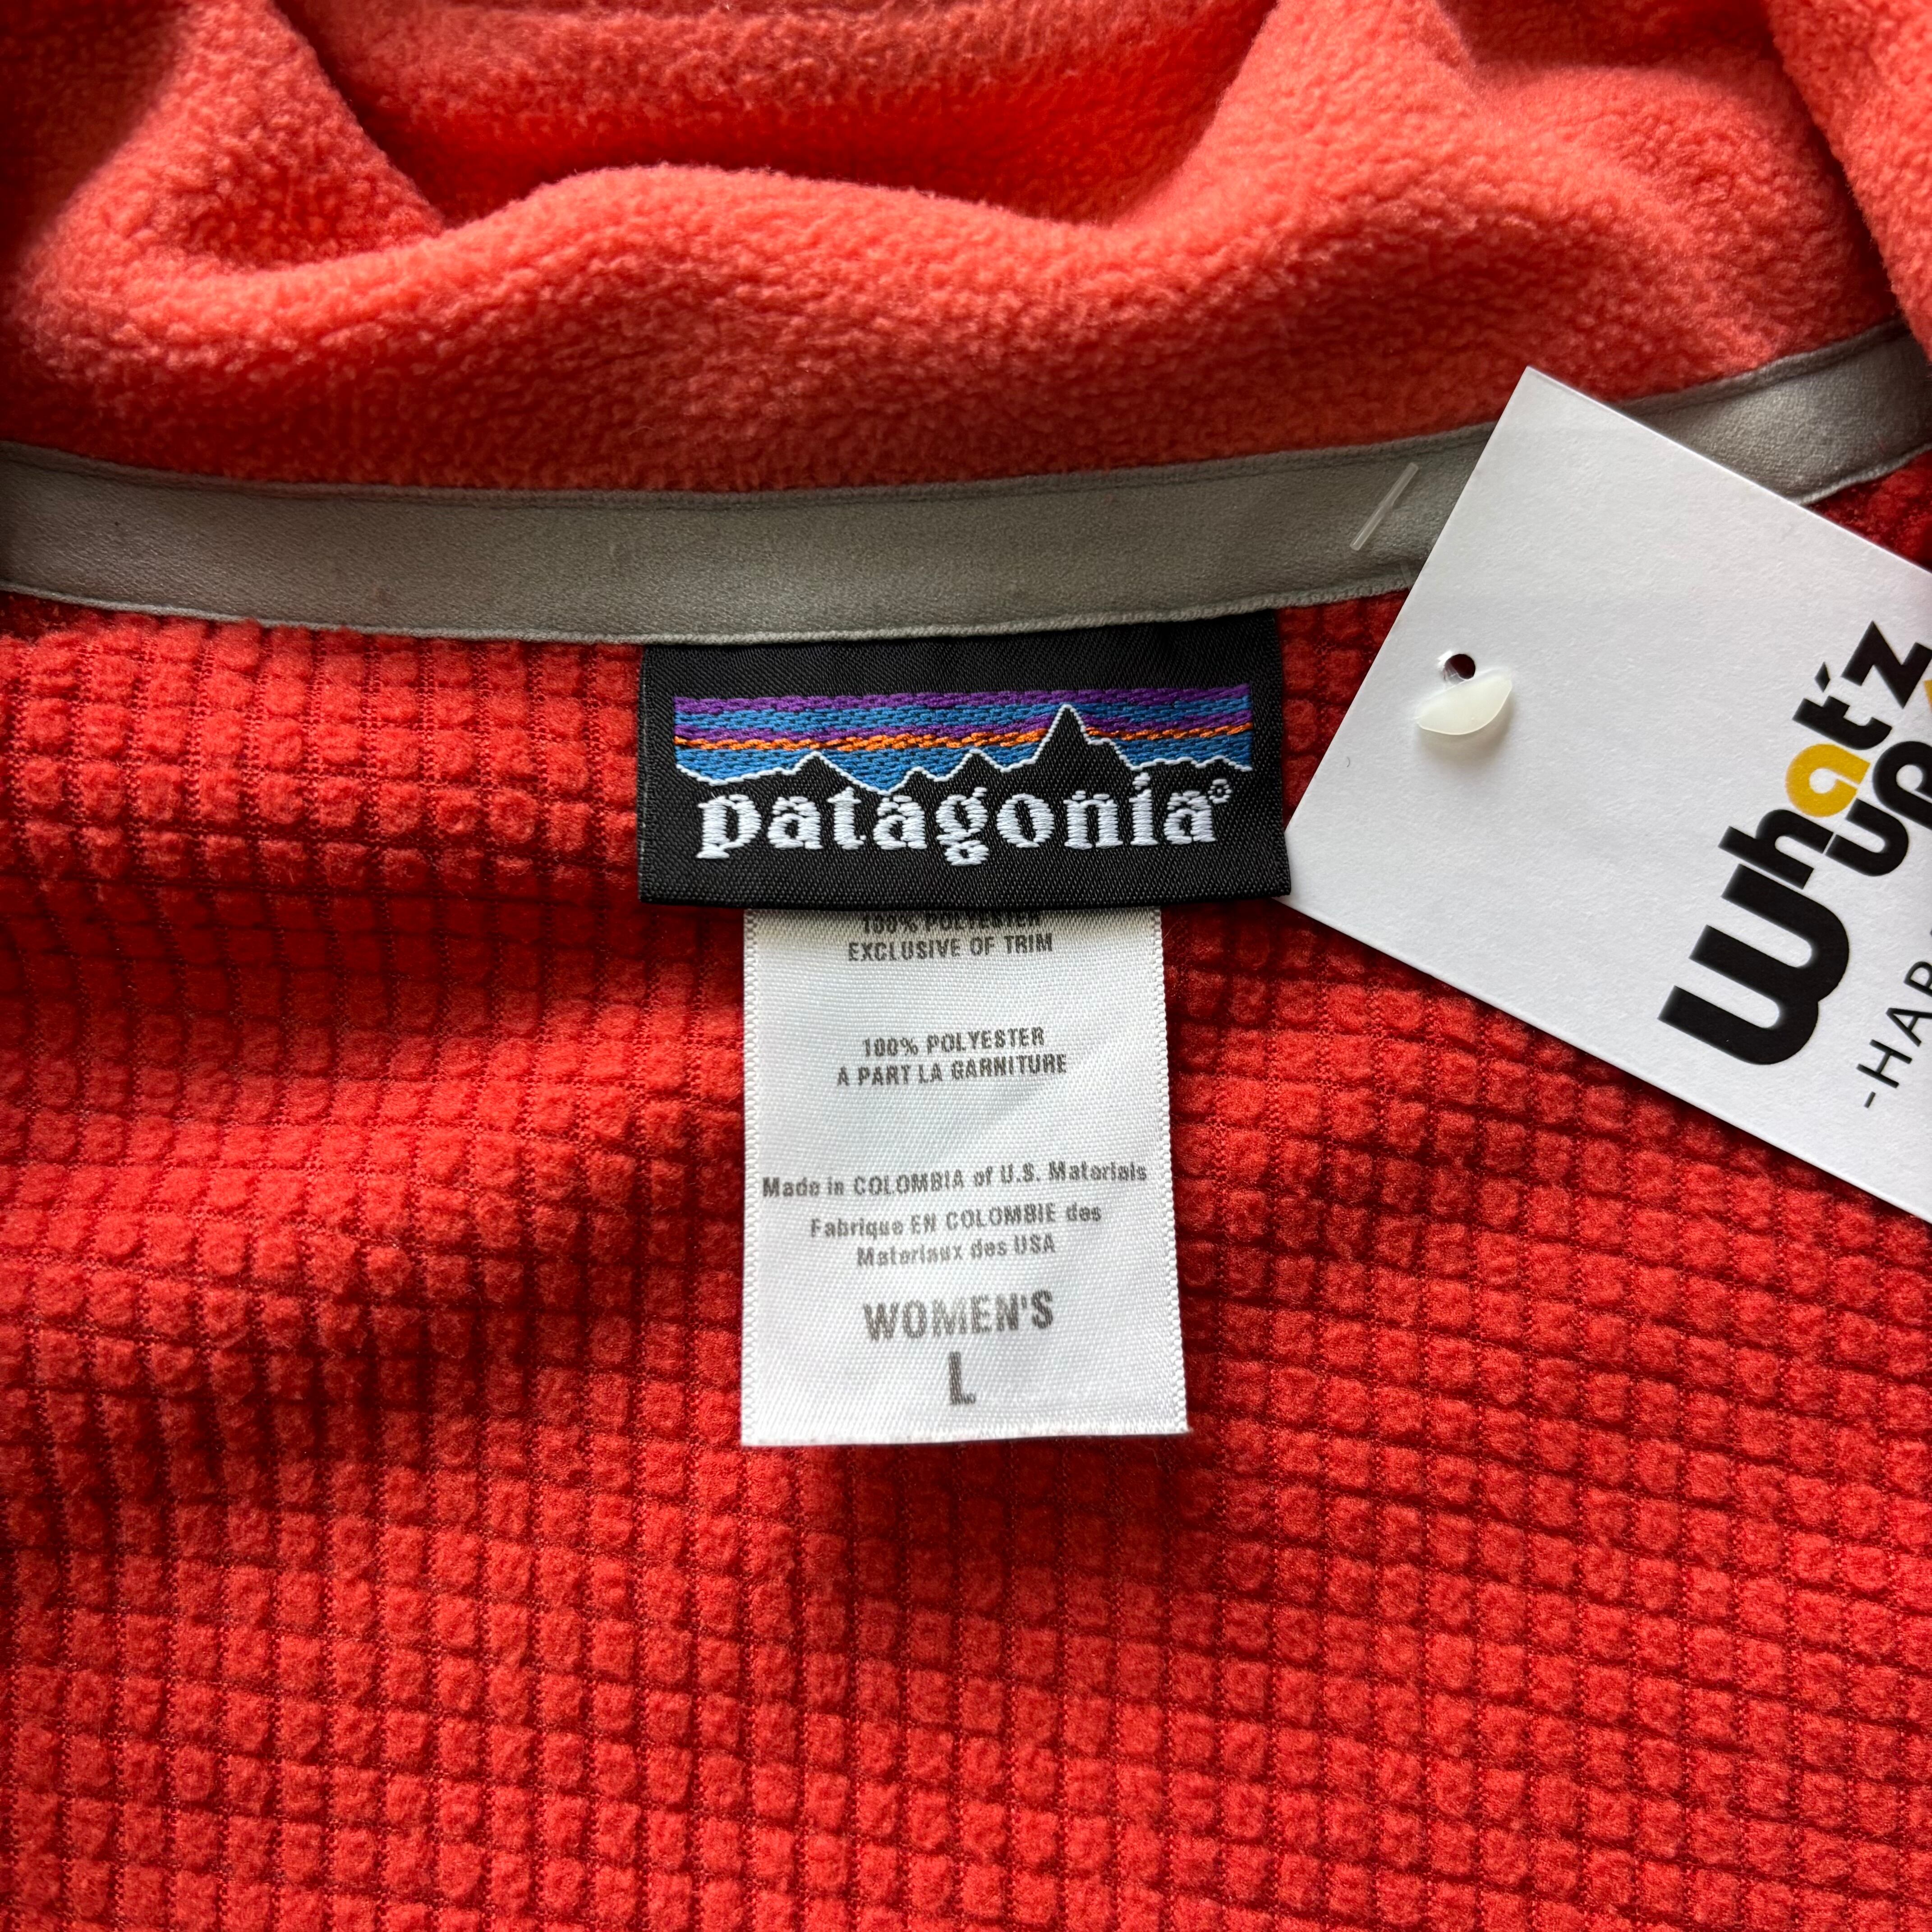 patagonia®
100% POLYESTER
EXCLUSIVE OF TRIM
100% POLYESTER
A PART LA GARNITURE
Made in COLOMBIA of U.S. Materials
Fabrique EN COLOMBIE des
Materiaux des USA
WOMEN'S
L
What'z